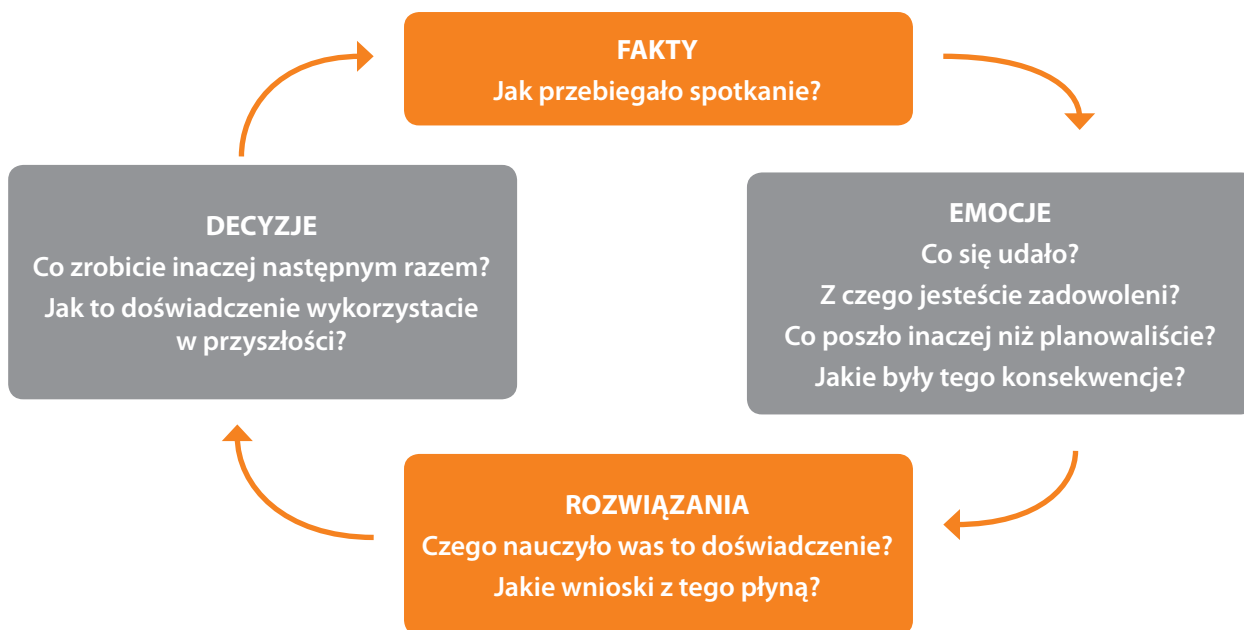 FAKTY
Jak przebiegało spotkanie?
EMOCJE
Co się udało?
Z czego jesteście zadowoleni?
Co poszło inaczej niż planowaliście?
Jakie były tego konsekwencje?
ROZWIĄZANIA
Czego nauczyło was to doświadczenie?
Jakie wnioski z tego płyną?
DECYZJE
Co zrobicie inaczej następnym razem?
Jak to doświadczenie wykorzystacie
w przyszłości?